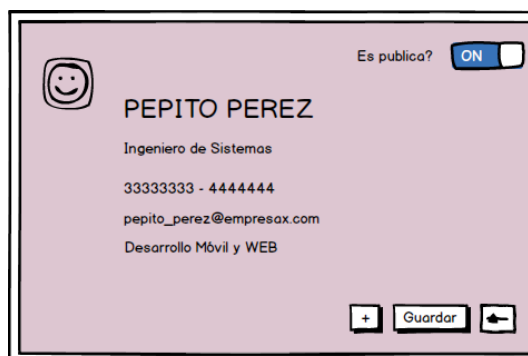 Es publica? ON
PEPITO PEREZ
Ingeniero de Sistemas
33333333 - 4444444
pepito_perez@empresax.com
Desarrollo Móvil y WEB
+ Guardar